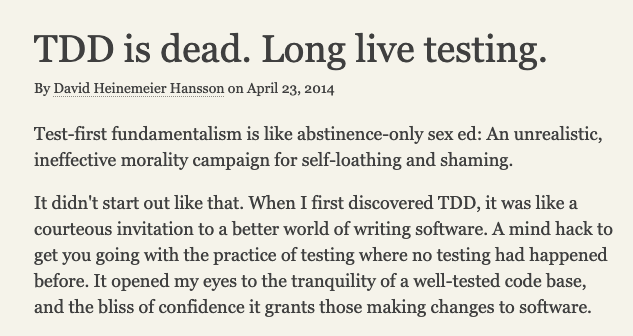 TDD is dead. Long live testing.
By David Heinemeier Hansson on April 23, 2014
Test-first fundamentalism is like abstinence-only sex ed: An unrealistic,
ineffective morality campaign for self-loathing and shaming.
It didn't start out like that. When I first discovered TDD, it was like a
courteous invitation to a better world of writing software. A mind hack to
get you going with the practice of testing where no testing had happened
before. It opened my eyes to the tranquility of a well-tested code base,
and the bliss of confidence it grants those making changes to software.